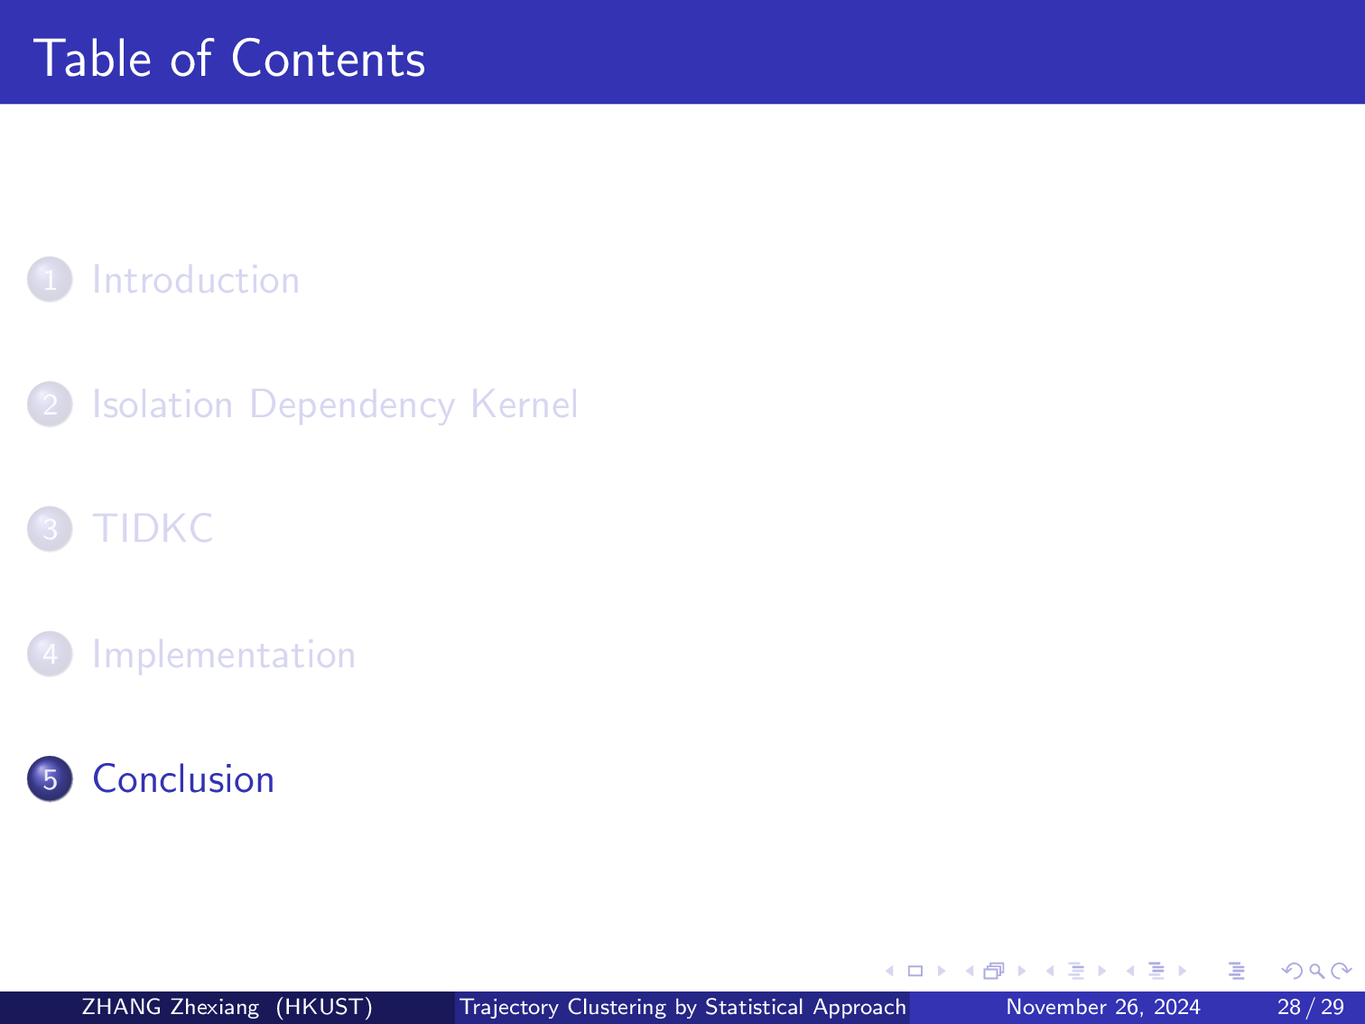 Table of Contents
1 Introduction
2 Isolation Dependency Kernel
3 TIDKC
4 Implementation
5 Conclusion
ZHANG Zhexiang (HKUST) Trajectory Clustering by Statistical Approach November 26, 2024 28 / 29